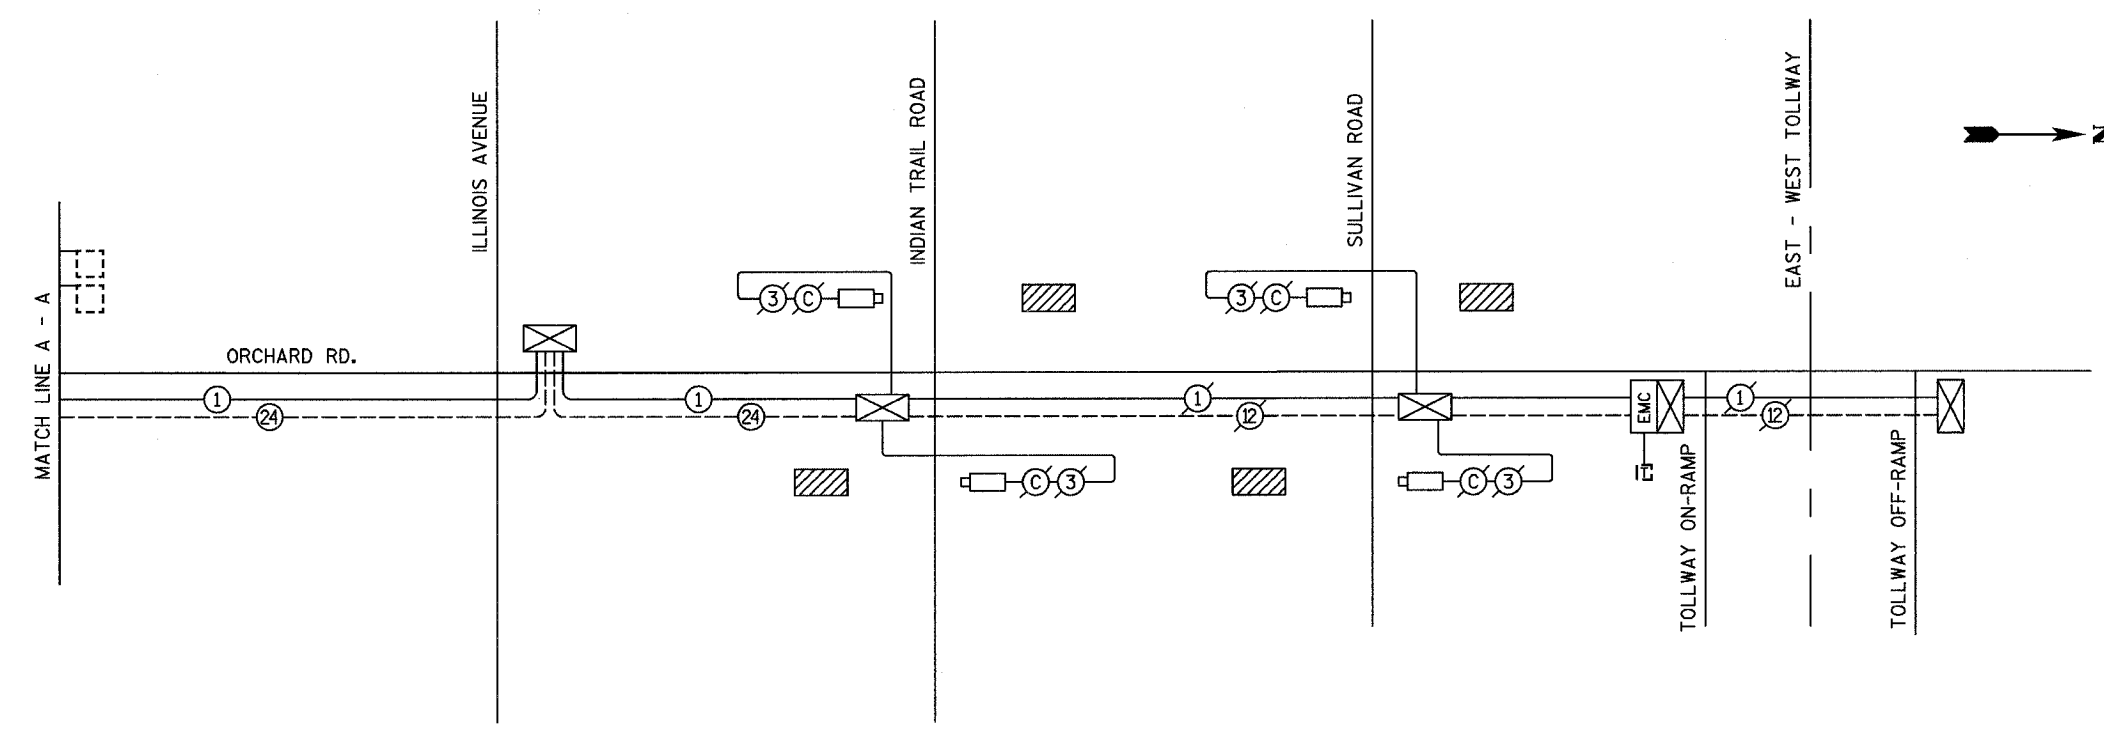 ILLINOIS AVENUE
INDIAN TRAIL ROAD
SULLIVAN ROAD
EAST - WEST TOLLWAY
N
MATCH LINE A - A
ORCHARD RD.
3
C
3
C
1
24
1
24
1
12
EMC
1
12
C
3
C
3
TOLLWAY ON-RAMP
TOLLWAY OFF-RAMP